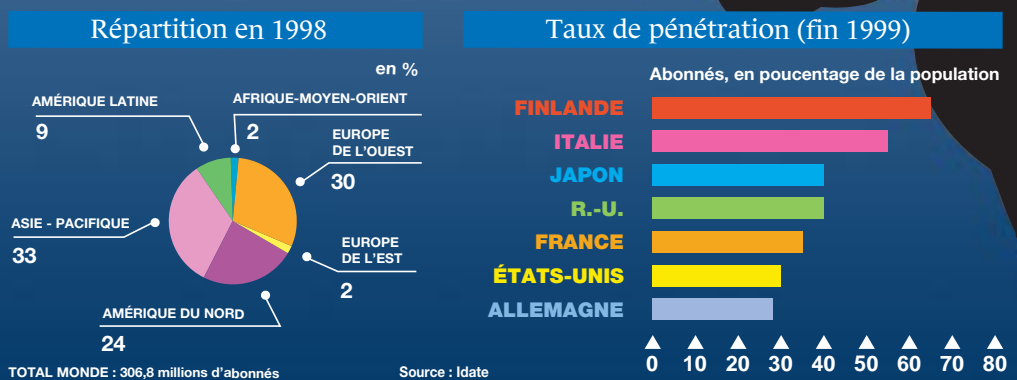 Répartition en 1998
en %
AMÉRIQUE LATINE
9
AFRIQUE-MOYEN-ORIENT
2
EUROPE
DE L'OUEST
30
ASIE - PACIFIQUE
33
EUROPE
DE L'EST
2
AMÉRIQUE DU NORD
24
TOTAL MONDE : 306,8 millions d'abonnés
Source : Idate
Taux de pénétration (fin 1999)
Abonnés, en poucentage de la population
FINLANDE
ITALIE
JAPON
R.-U.
FRANCE
ÉTATS-UNIS
ALLEMAGNE
0 10 20 30 40 50 60 70 80